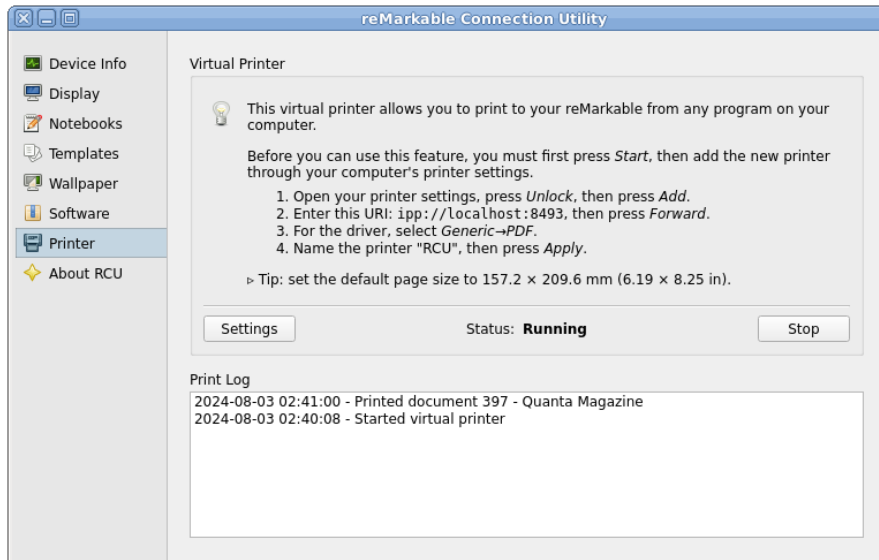 reMarkable Connection Utility
Device Info
Display
Notebooks
Templates
Wallpaper
Software
Printer
About RCU
Virtual Printer
This virtual printer allows you to print to your reMarkable from any program on your
computer.
Before you can use this feature, you must first press Start, then add the new printer
through your computer's printer settings.
1. Open your printer settings, press Unlock, then press Add.
2. Enter this URI: ipp://localhost:8493, then press Forward.
3. For the driver, select Generic→PDF.
4. Name the printer "RCU", then press Apply.
▹ Tip: set the default page size to 157.2 × 209.6 mm (6.19 × 8.25 in).
Settings
Status: Running
Stop
Print Log
2024-08-03 02:41:00 - Printed document 397 - Quanta Magazine
2024-08-03 02:40:08 - Started virtual printer